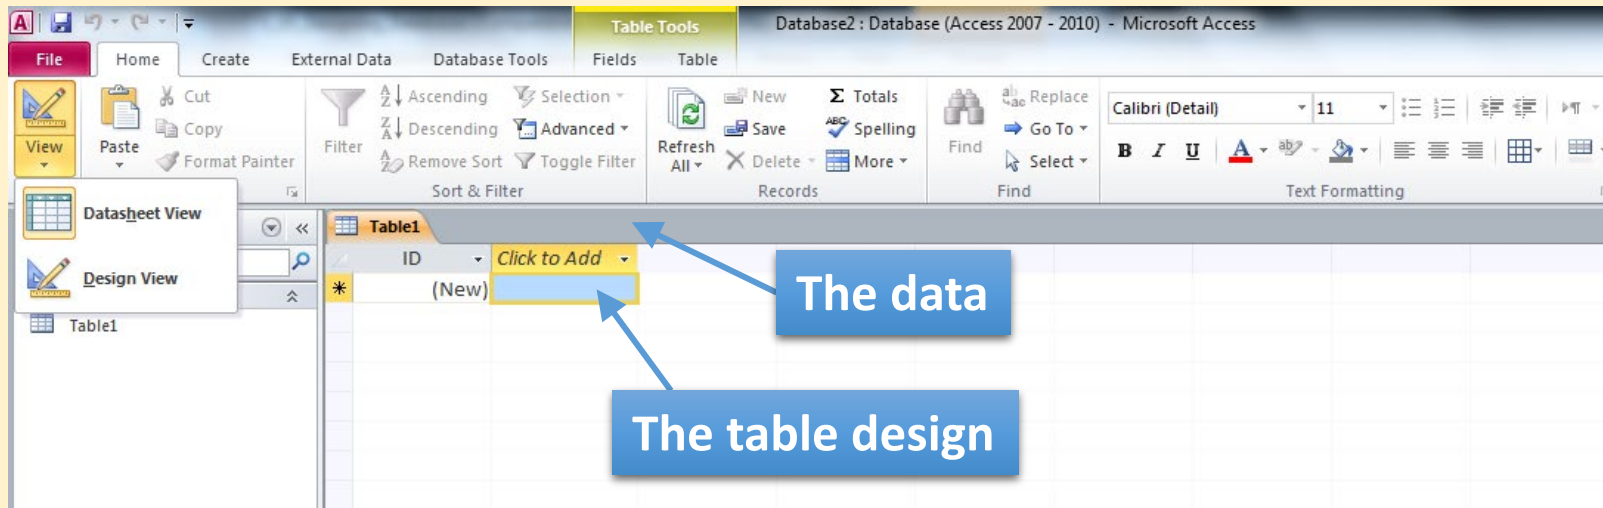 A
Table Tools
Database2 : Database (Access 2007 - 2010) - Microsoft Access
File Home Create External Data Database Tools Fields Table
View
Paste
Cut
Copy
Format Painter
Filter
Ascending
Descending
Remove Sort
Selection
Advanced
Toggle Filter
Sort & Filter
Refresh
All
New
Save
Delete
Σ Totals
Spelling
More
Records
Find
Replace
Go To
Select
Find
Calibri (Detail) 11
B I U A
Text Formatting
Datasheet View
Design View
Table1
Table1
ID Click to Add
(New)
The data
The table design